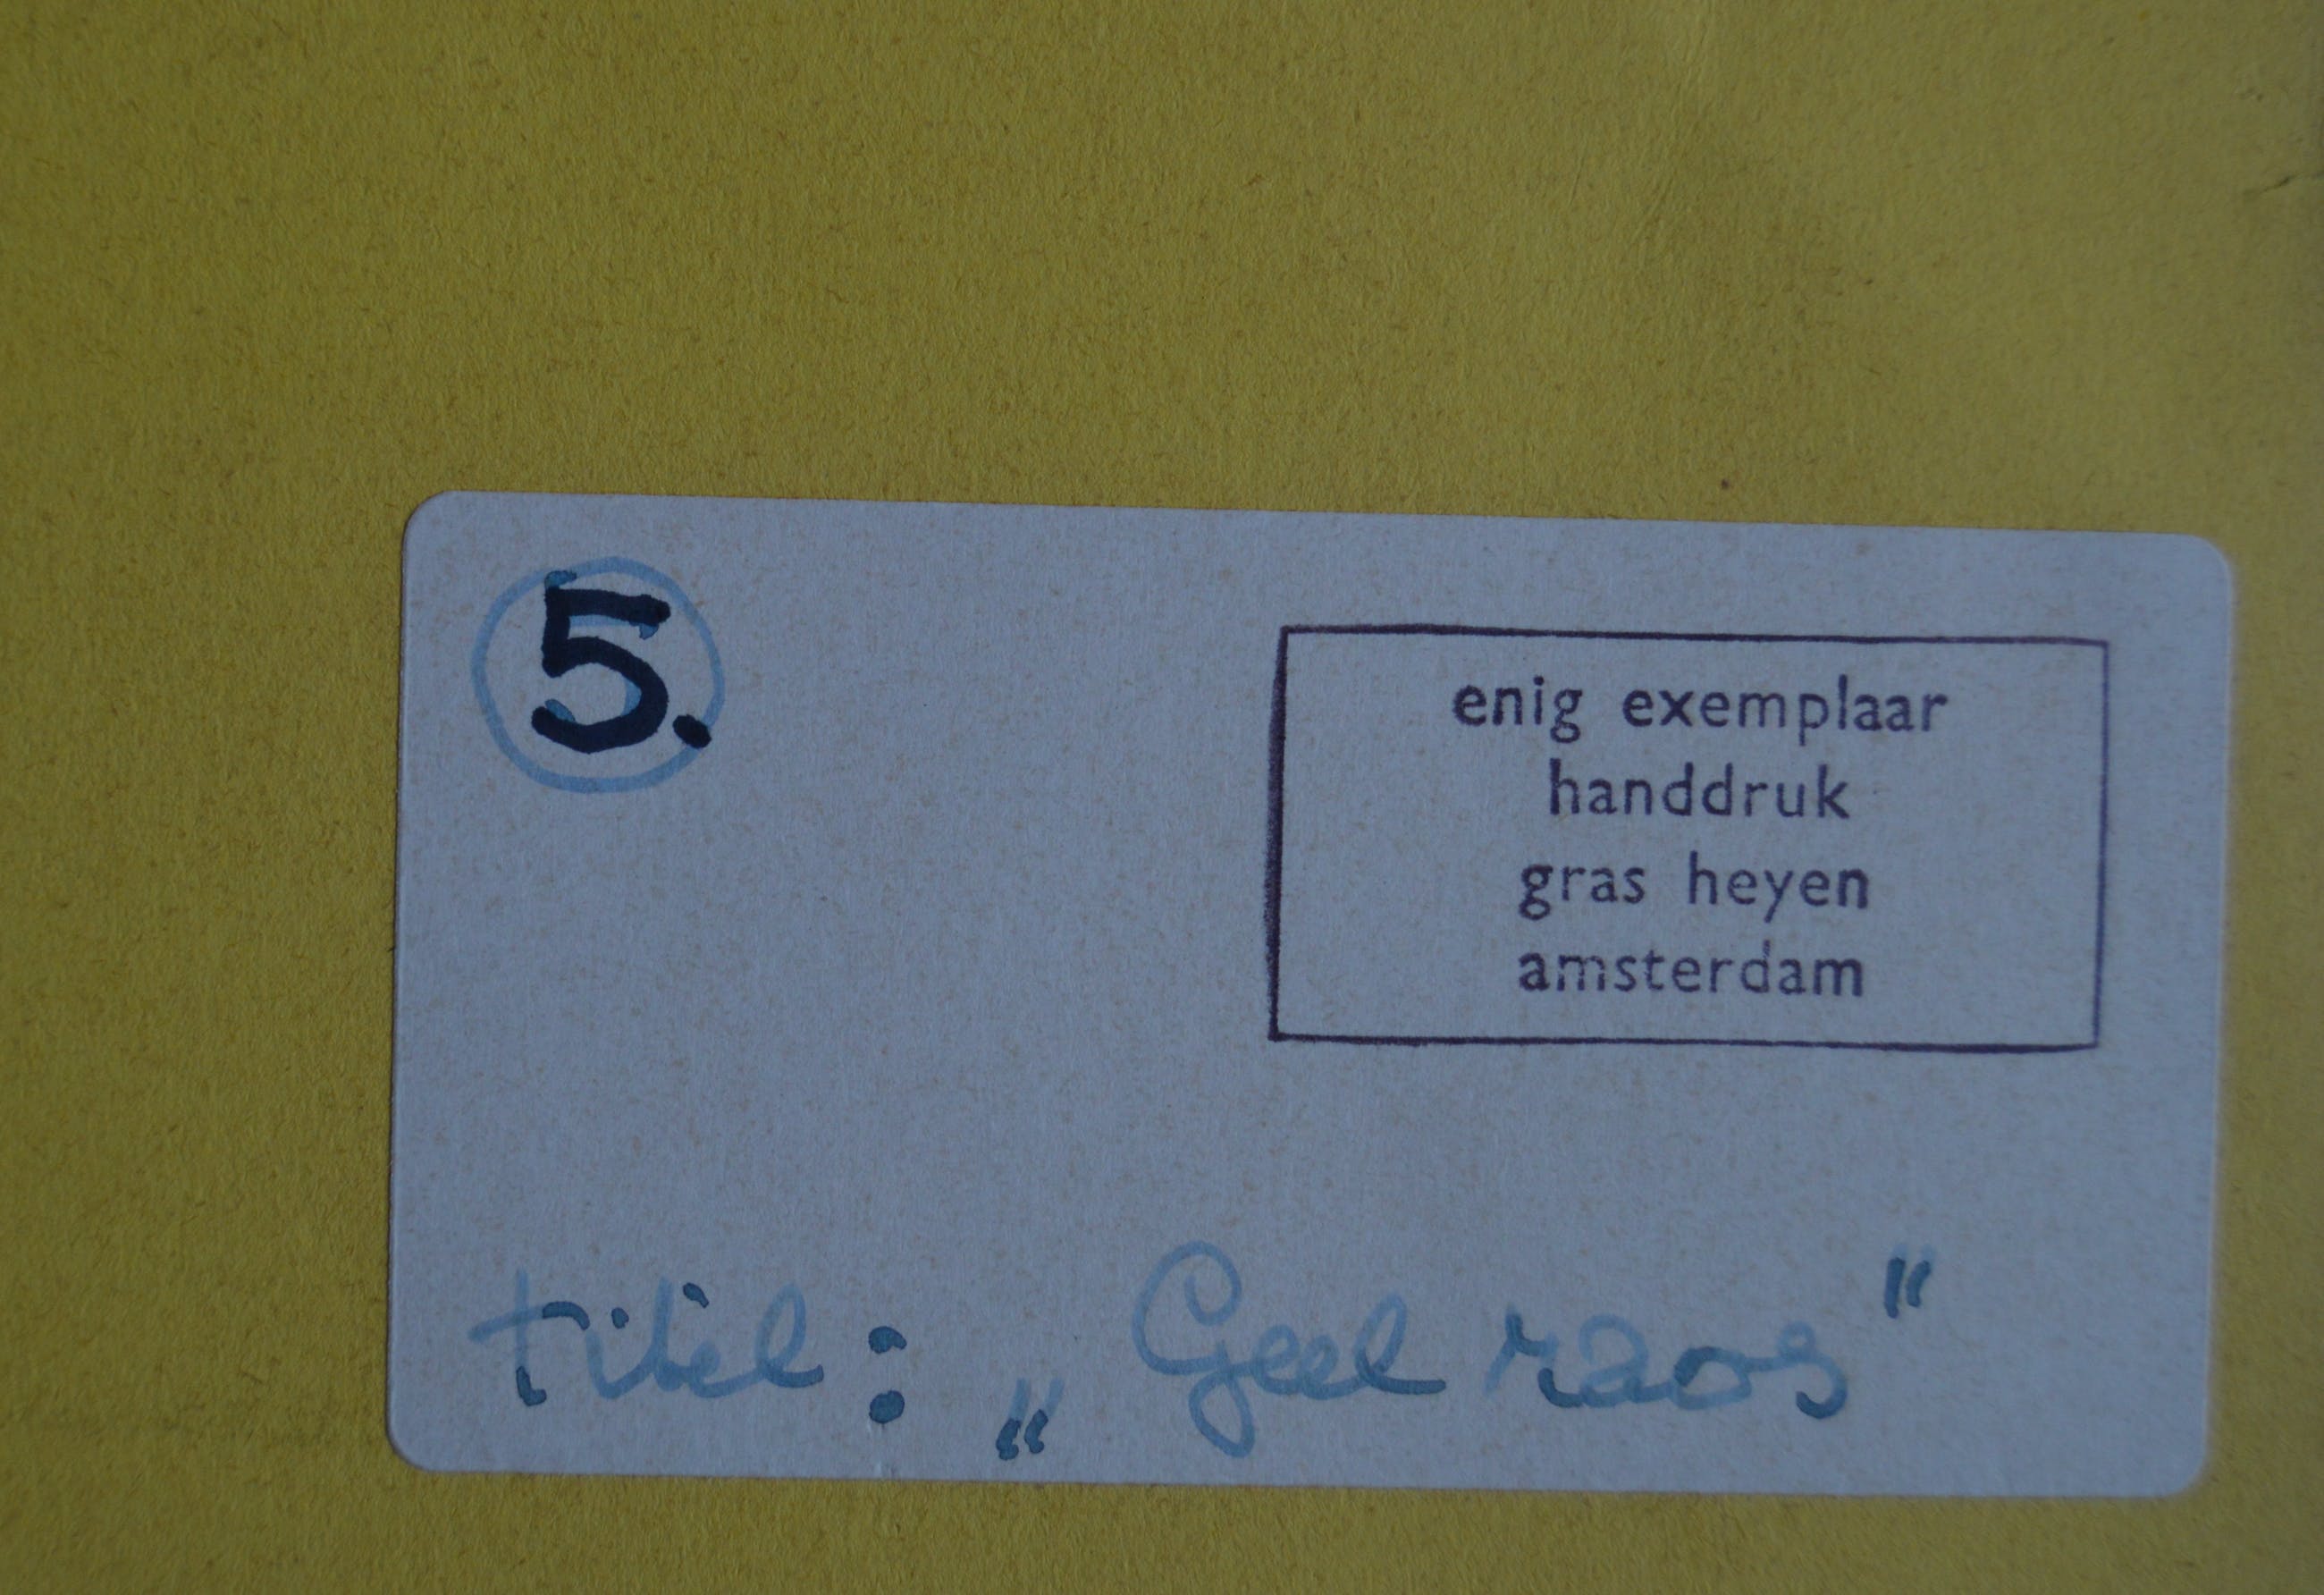 5.
enig exemplaar
handdruk
gras heyen
amsterdam
titel: „Geel raos"